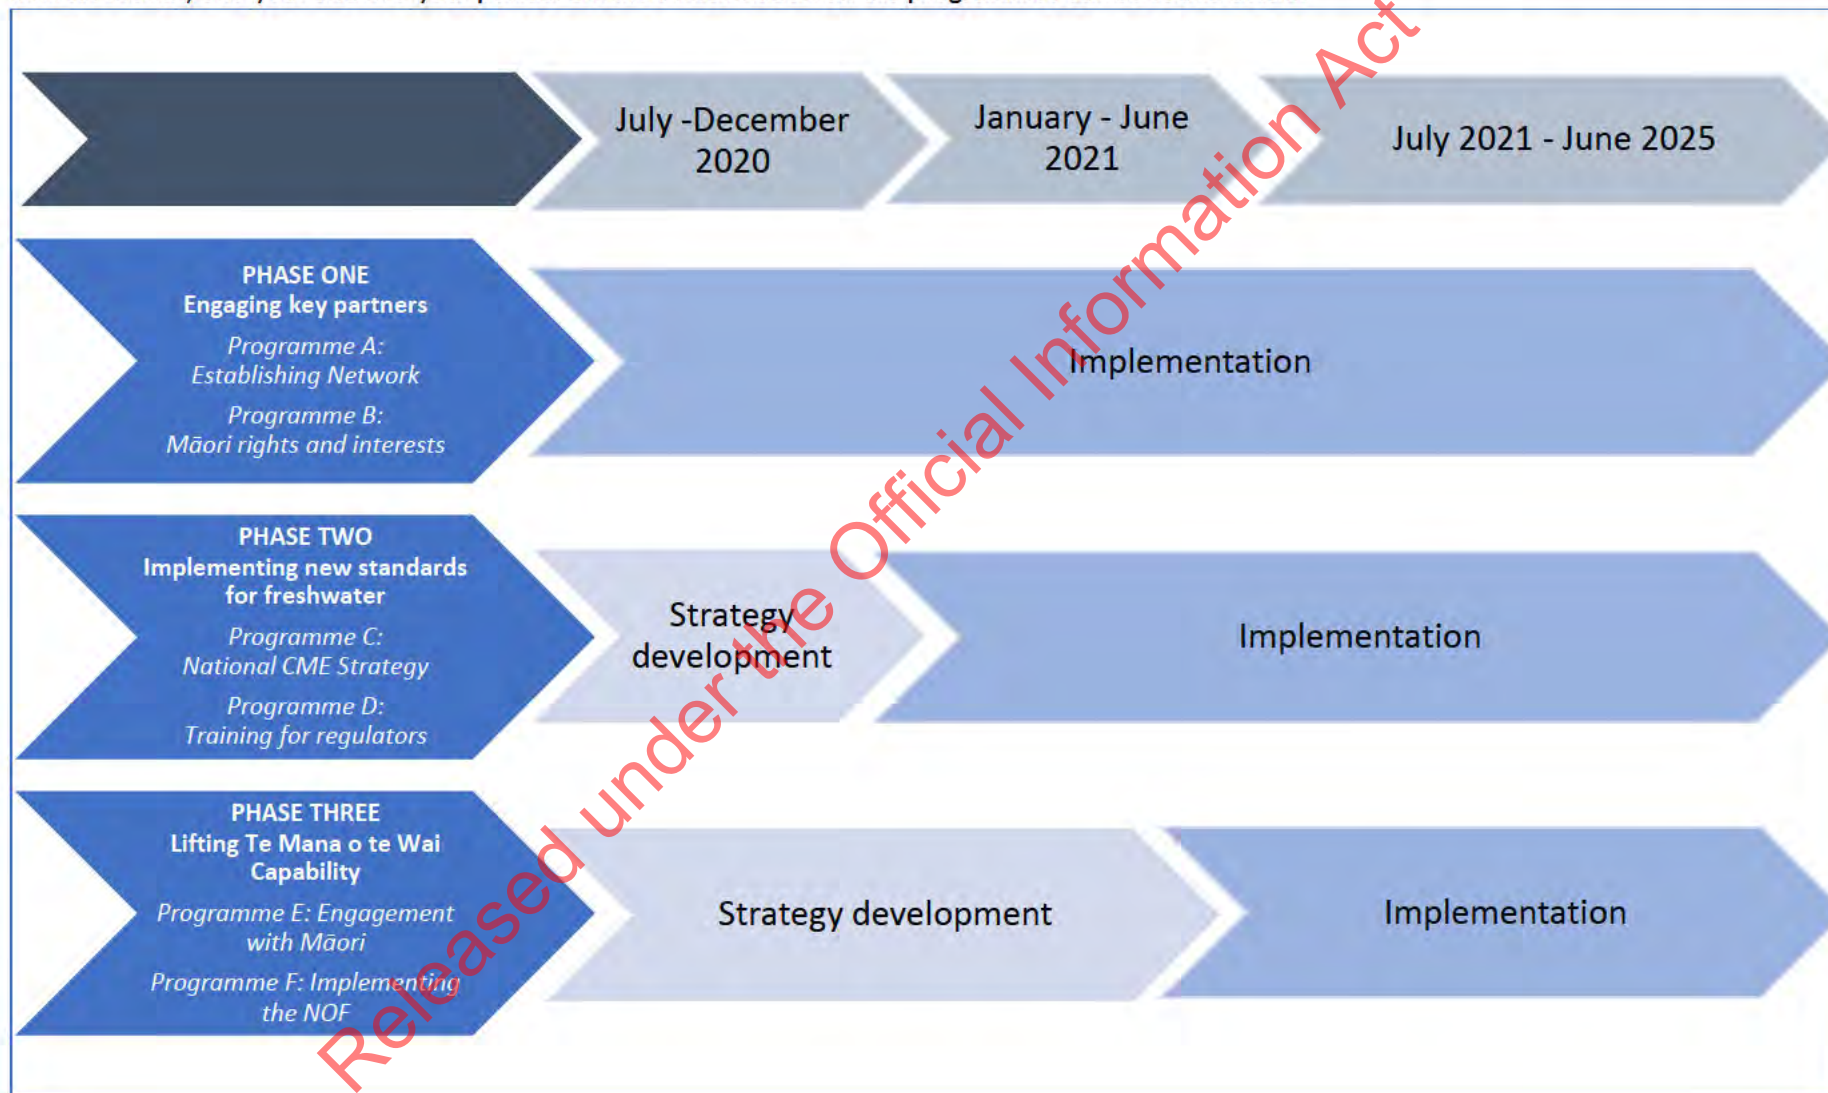 July -December
2020
January - June
2021
July 2021 - June 2025
PHASE ONE
Engaging key partners
Programme A:
Establishing Network
Programme B:
Māori rights and interests
Implementation
PHASE TWO
Implementing new standards
for freshwater
Programme C:
National CME Strategy
Programme D:
Training for regulators
Strategy
development
Implementation
PHASE THREE
Lifting Te Mana o te Wai
Capability
Programme E: Engagement
with Māori
Programme F: Implementing
the NOF
Strategy development
Implementation
Released under the Official Information Act